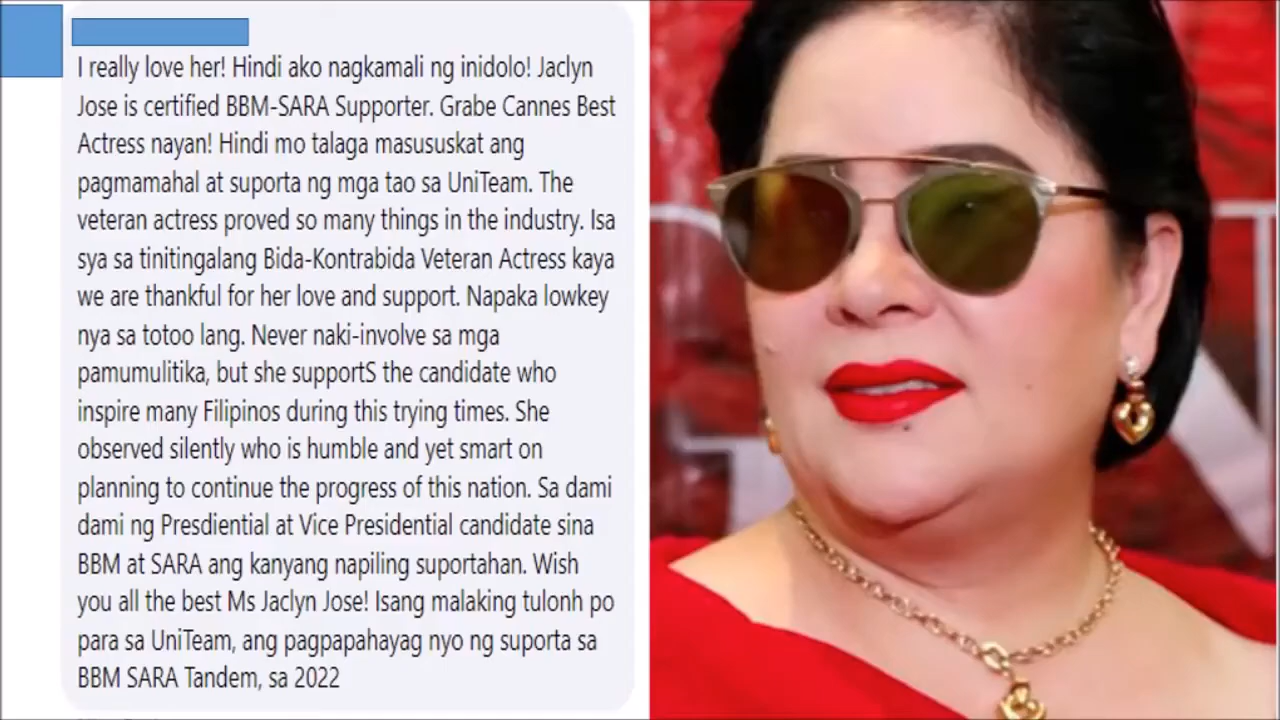 I really love her! Hindi ako nagkamali ng inidolo! Jaclyn
Jose is certified BBM-SARA Supporter. Grabe Cannes Best
Actress nayan! Hindi mo talaga masususkat ang
pagmamahal at suporta ng mga tao sa UniTeam. The
veteran actress proved so many things in the industry. Isa
sya sa tinitingalang Bida-Kontrabida Veteran Actress kaya
we are thankful for her love and support. Napaka lowkey
nya sa totoo lang. Never naki-involve sa mga
pamumulitika, but she supportS the candidate who
inspire many Filipinos during this trying times. She
observed silently who is humble and yet smart on
planning to continue the progress of this nation. Sa dami
dami ng Presdiential at Vice Presidential candidate sina
BBM at SARA ang kanyang napiling suportahan. Wish
you all the best Ms Jaclyn Jose! Isang malaking tulonh po
para sa UniTeam, ang pagpapahayag nyo ng suporta sa
BBM SARA Tandem, sa 2022